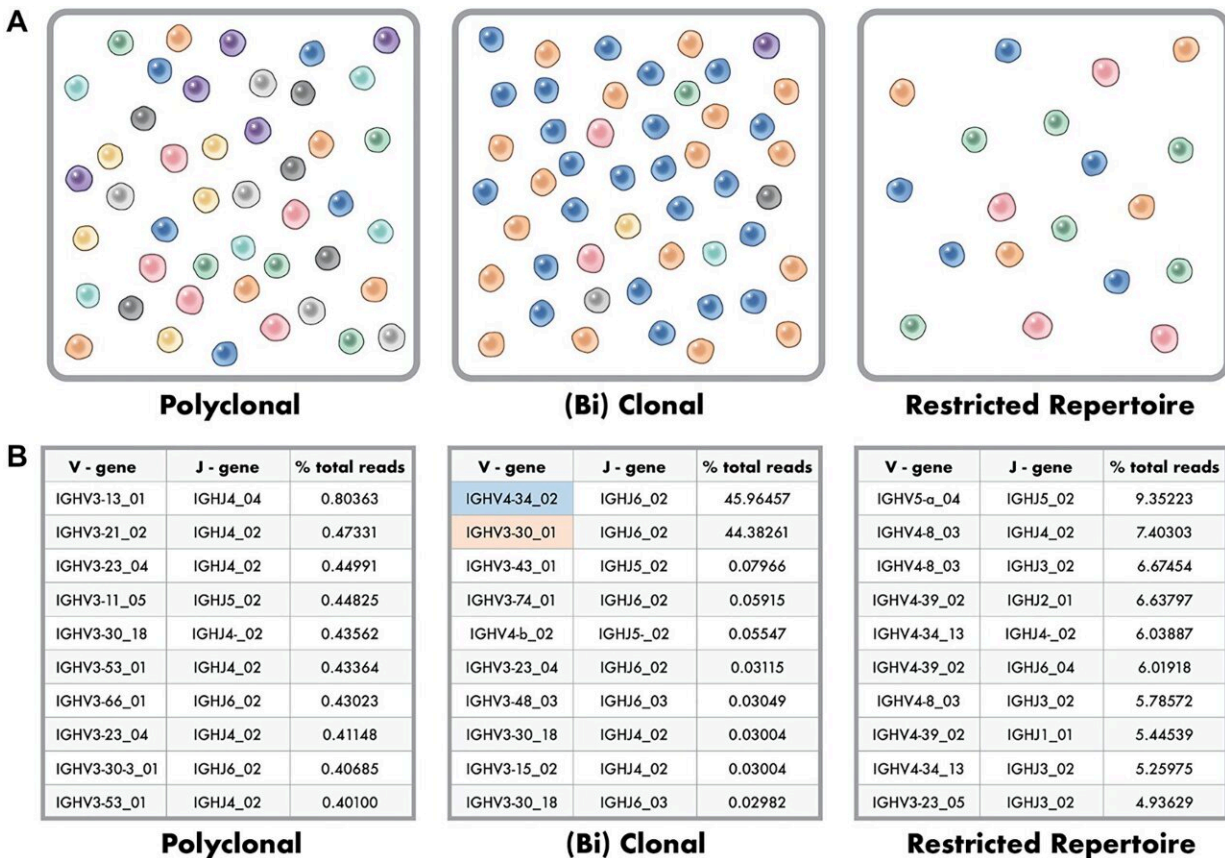 A
Polyclonal
(Bi) Clonal
Restricted Repertoire
B
V - gene J - gene % total reads
IGHV3-13_01 IGHJ4_04 0.80363
IGHV3-21_02 IGHJ4_02 0.47331
IGHV3-23_04 IGHJ4_02 0.44991
IGHV3-11_05 IGHJ5_02 0.44825
IGHV3-30_18 IGHJ4-_02 0.43562
IGHV3-53_01 IGHJ4_02 0.43364
IGHV3-66_01 IGHJ6_02 0.43023
IGHV3-23_04 IGHJ4_02 0.41148
IGHV3-30-3_01 IGHJ6_02 0.40685
IGHV3-53_01 IGHJ4_02 0.40100
Polyclonal
V - gene J - gene % total reads
IGHV4-34_02 IGHJ6_02 45.96457
IGHV3-30_01 IGHJ6_02 44.38261
IGHV3-43_01 IGHJ5_02 0.07966
IGHV3-74_01 IGHJ6_02 0.05915
IGHV4-b_02 IGHJ5-_02 0.05547
IGHV3-23_04 IGHJ6_02 0.03115
IGHV3-48_03 IGHJ6_03 0.03049
IGHV3-30_18 IGHJ4_02 0.03004
IGHV3-15_02 IGHJ4_02 0.03004
IGHV3-30_18 IGHJ6_03 0.02982
(Bi) Clonal
V - gene J - gene % total reads
IGHV5-a_04 IGHJ5_02 9.35223
IGHV4-8_03 IGHJ4_02 7.40303
IGHV4-8_03 IGHJ3_02 6.67454
IGHV4-39_02 IGHJ2_01 6.63797
IGHV4-34_13 IGHJ4-_02 6.03887
IGHV4-39_02 IGHJ6_04 6.01918
IGHV4-8_03 IGHJ3_02 5.78572
IGHV4-39_02 IGHJ1_01 5.44539
IGHV4-34_13 IGHJ3_02 5.25975
IGHV3-23_05 IGHJ3_02 4.93629
Restricted Repertoire